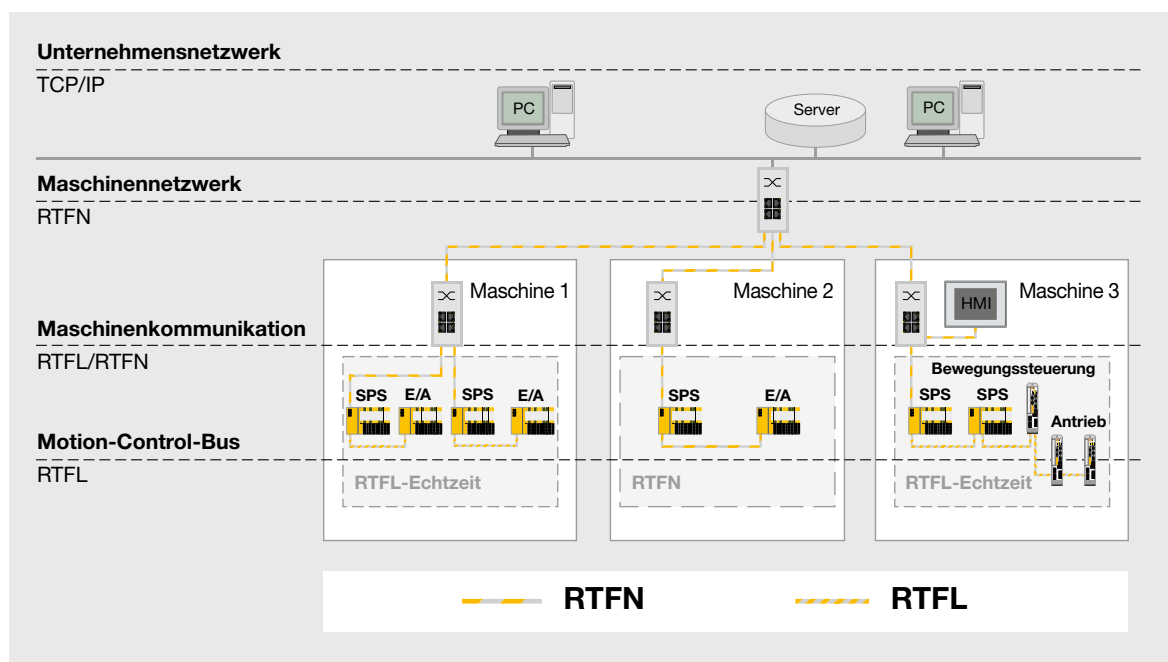 Unternehmensnetzwerk
TCP/IP
PC
Server
PC
Maschinennetzwerk
RTFN
Maschine 1
Maschine 2
HMI
Maschine 3
Maschinenkommunikation
RTFL/RTFN
Bewegungssteuerung
SPS E/A SPS E/A
SPS E/A
SPS SPS
Antrieb
Motion-Control-Bus
RTFL
RTFL-Echtzeit
RTFN
RTFL-Echtzeit
RTFN
RTFL